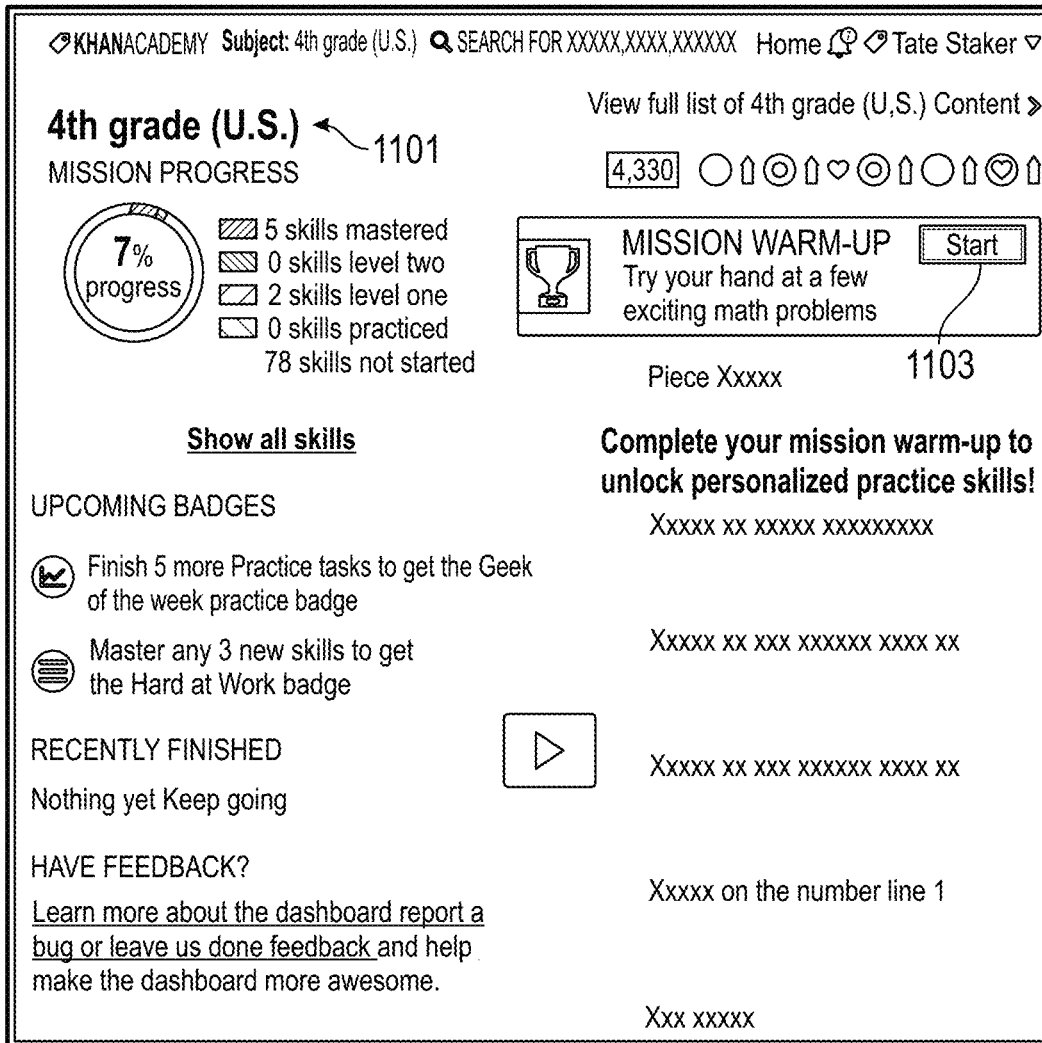 KHANACADEMY Subject: 4th grade (U.S.) SEARCH FOR XXXXX,XXXX,XXXXXX Home ? Tate Staker
View full list of 4th grade (U,S.) Content »
4th grade (U.S.)
1101
MISSION PROGRESS
4,330
7%
progress
5 skills mastered
0 skills level two
2 skills level one
0 skills practiced
78 skills not started
MISSION WARM-UP
Try your hand at a few
exciting math problems
Start
1103
Piece Xxxxx
Show all skills
Complete your mission warm-up to
unlock personalized practice skills!
Xxxxx xx xxxxx xxxxxxxxx
UPCOMING BADGES
Finish 5 more Practice tasks to get the Geek
of the week practice badge
Master any 3 new skills to get
the Hard at Work badge
Xxxxx xx xxx xxxxxx xxxx xx
RECENTLY FINISHED
Nothing yet Keep going
Xxxxx xx xxx xxxxxx xxxx xx
HAVE FEEDBACK?
Learn more about the dashboard report a
bug or leave us done feedback and help
make the dashboard more awesome.
Xxxxx on the number line 1
Xxx xxxxx